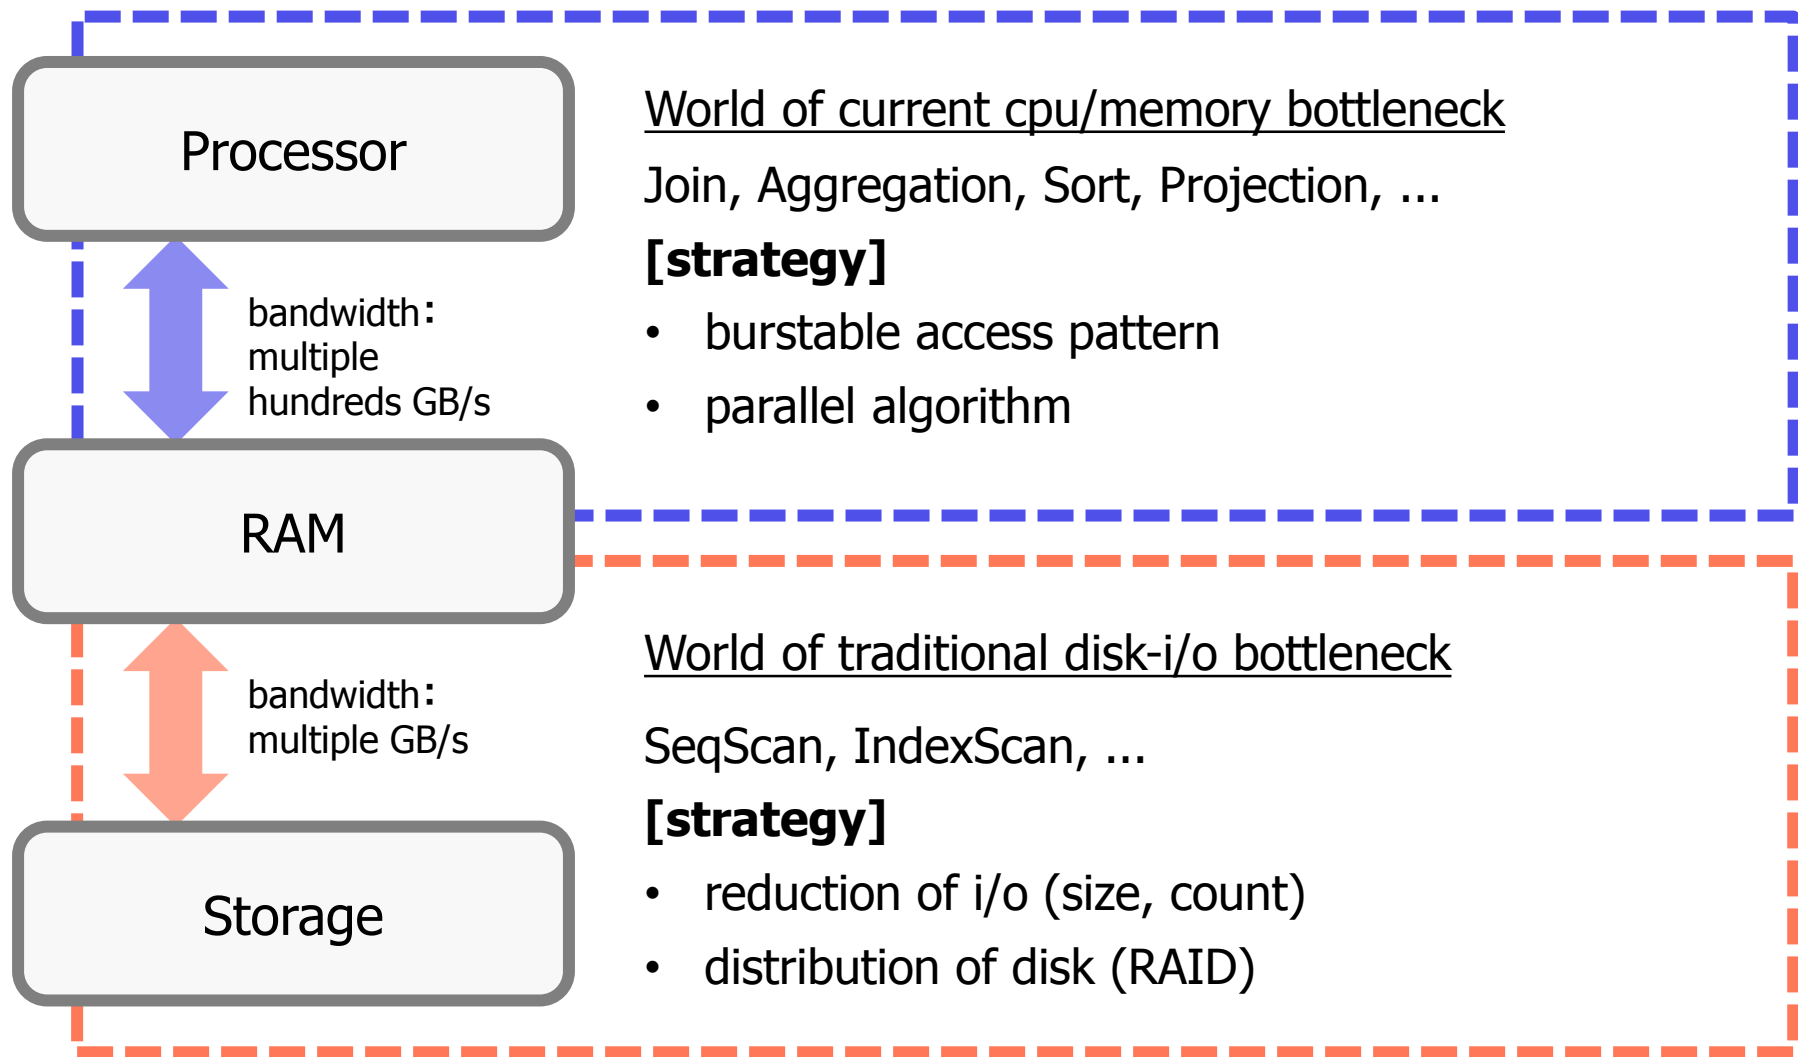 Processor
World of current cpu/memory bottleneck
Join, Aggregation, Sort, Projection, ...
[strategy]
• burstable access pattern
• parallel algorithm
bandwidth：
multiple
hundreds GB/s
RAM
World of traditional disk-i/o bottleneck
SeqScan, IndexScan, ...
[strategy]
• reduction of i/o (size, count)
• distribution of disk (RAID)
bandwidth：
multiple GB/s
Storage